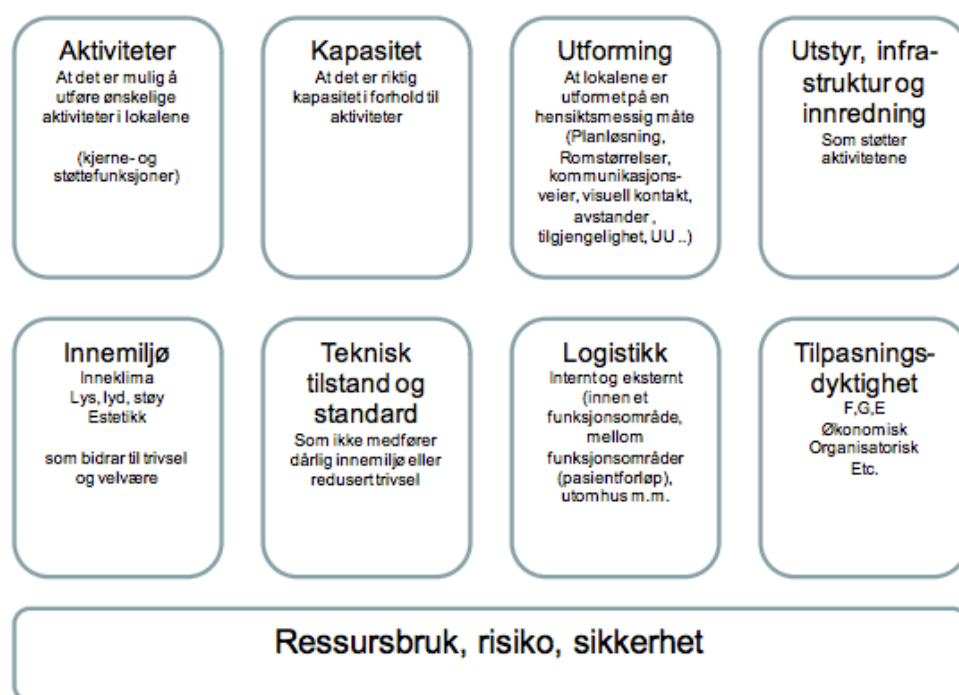 Aktiviteter
At det er mulig å
utføre ønskelige
aktiviteter i lokalene
(kjerne- og
støttefunksjoner)
Kapasitet
At det er riktig
kapasitet i forhold til
aktiviteter
Utforming
At lokalene er
utformet på en
hensiktsmessig måte
(Planløsning,
Romstørrelser,
kommunikasjons-
veier, visuell kontakt,
avstander ,
tilgjengelighet, UU ..)
Utstyr, infra-
struktur og
innredning
Som støtter
aktivitetene
Innemiljø
Inneklima
Lys, lyd, støy
Estetikk
som bidrar til trivsel
og velvære
Teknisk
tilstand og
standard
Som ikke medfører
dårlig innemiljø eller
redusert trivsel
Logistikk
Internt og eksternt
(innen et
funksjonsområde,
mellom
funksjonsområder
(pasientforløp),
utomhus m.m.
Tilpasnings-
dyktighet
F,G,E
Økonomisk
Organisatorisk
Etc.
Ressursbruk, risiko, sikkerhet